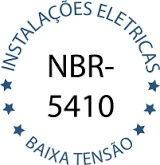 INSTALAÇÕES ELETRICAS
NBR-
5410
BAIXA TENSÃO